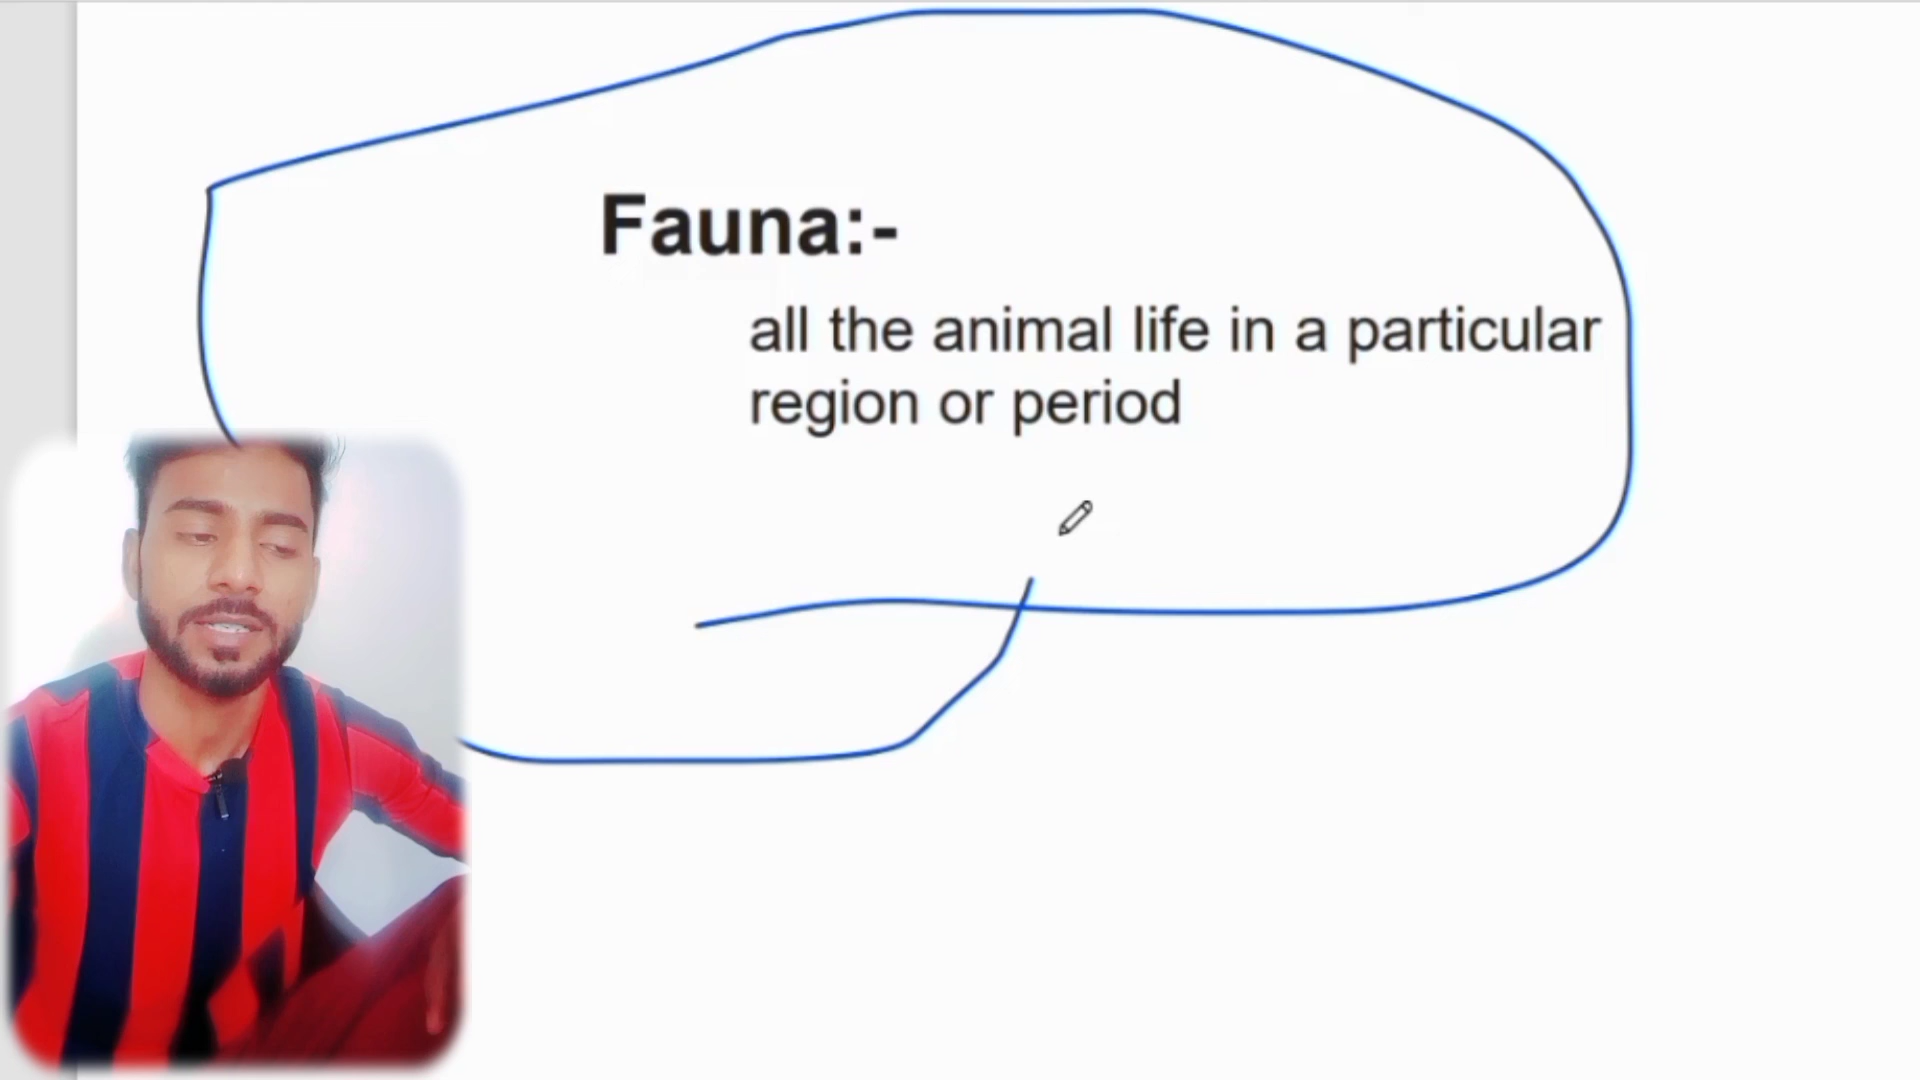 Fauna:-
all the animal life in a particular
region or period